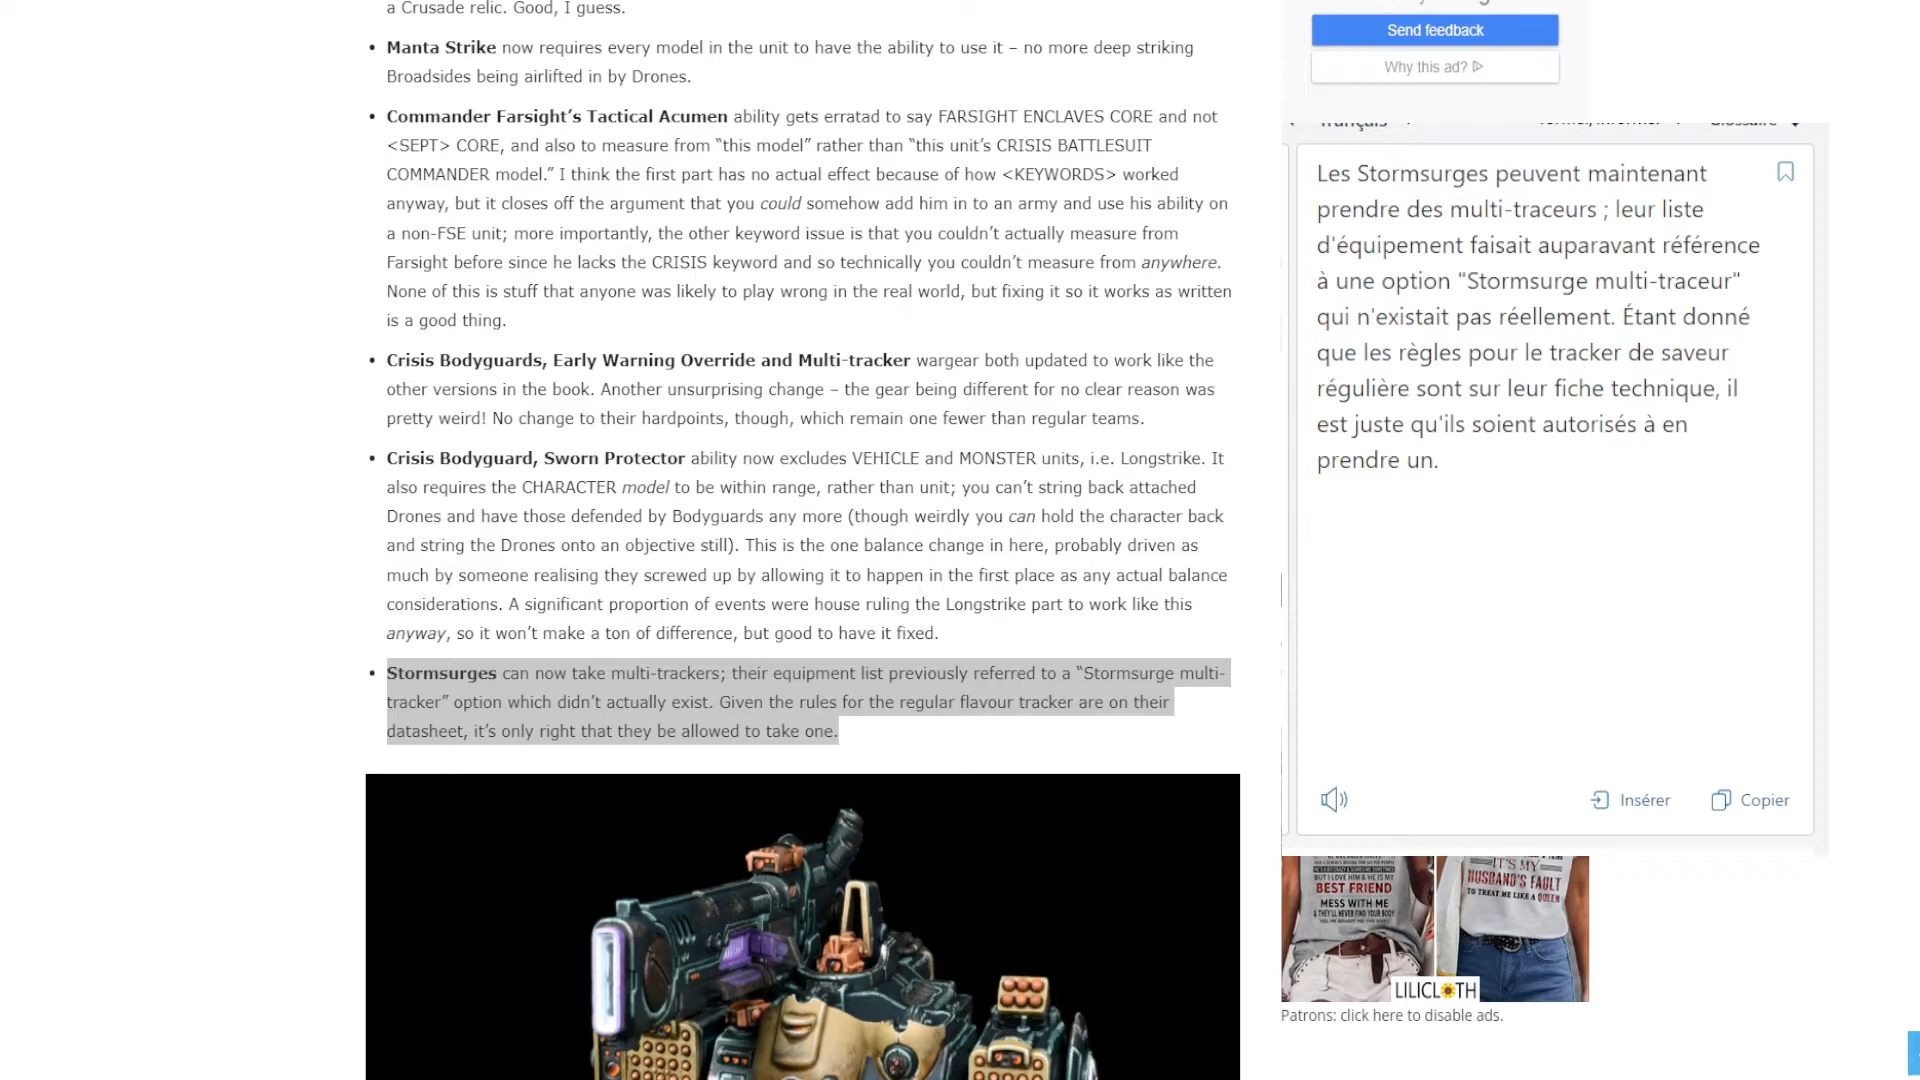 a Crusade relic. Good, I guess.
• Manta Strike now requires every model in the unit to have the ability to use it – no more deep striking
Broadsides being airlifted in by Drones.
• Commander Farsight’s Tactical Acumen ability gets erratad to say FARSIGHT ENCLAVES CORE and not
<SEPT> CORE, and also to measure from “this model” rather than “this unit’s CRISIS BATTLESUIT
COMMANDER model.” I think the first part has no actual effect because of how <KEYWORDS> worked
anyway, but it closes off the argument that you could somehow add him in to an army and use his ability on
a non-FSE unit; more importantly, the other keyword issue is that you couldn’t actually measure from
Farsight before since he lacks the CRISIS keyword and so technically you couldn’t measure from anywhere.
None of this is stuff that anyone was likely to play wrong in the real world, but fixing it so it works as written
is a good thing.
• Crisis Bodyguards, Early Warning Override and Multi-tracker wargear both updated to work like the
other versions in the book. Another unsurprising change – the gear being different for no clear reason was
pretty weird! No change to their hardpoints, though, which remain one fewer than regular teams.
• Crisis Bodyguard, Sworn Protector ability now excludes VEHICLE and MONSTER units, i.e. Longstrike. It
also requires the CHARACTER model to be within range, rather than unit; you can’t string back attached
Drones and have those defended by Bodyguards any more (though weirdly you can hold the character back
and string the Drones onto an objective still). This is the one balance change in here, probably driven as
much by someone realising they screwed up by allowing it to happen in the first place as any actual balance
considerations. A significant proportion of events were house ruling the Longstrike part to work like this
anyway, so it won’t make a ton of difference, but good to have it fixed.
• Stormsurges can now take multi-trackers; their equipment list previously referred to a “Stormsurge multi-
tracker” option which didn’t actually exist. Given the rules for the regular flavour tracker are on their
datasheet, it’s only right that they be allowed to take one.
Send feedback
Why this ad?
français
Glossaire
Les Stormsurges peuvent maintenant
prendre des multi-traceurs ; leur liste
d'équipement faisait auparavant référence
à une option "Stormsurge multi-traceur"
qui n'existait pas réellement. Étant donné
que les règles pour le tracker de saveur
régulière sont sur leur fiche technique, il
est juste qu'ils soient autorisés à en
prendre un.
Insérer
Copier
BUT I LOVE HIM & HE IS MY
BEST FRIEND
MESS WITH ME
& THEY'LL NEVER FIND YOUR BODY
IT'S MY
HUSBAND'S FAULT
TO TREAT ME LIKE A QUEEN
LILICLOTH
Patrons: click here to disable ads.